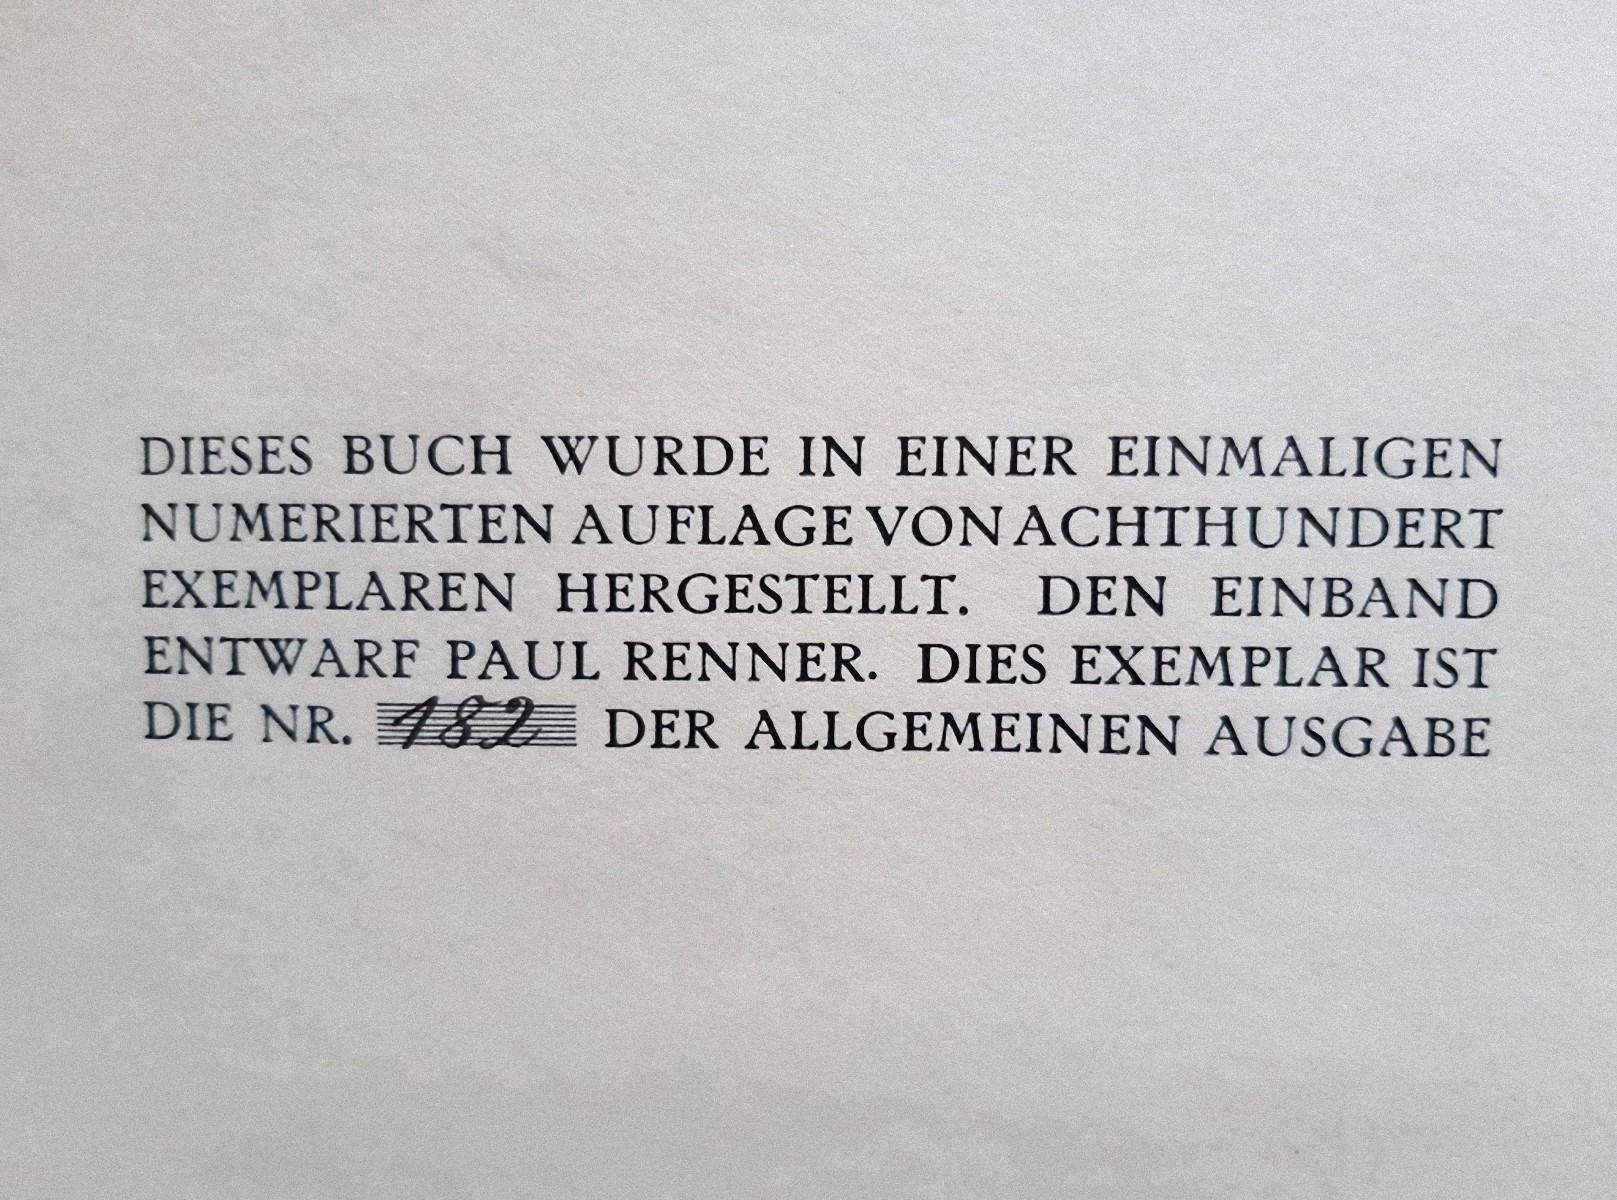 DIESES BUCH WURDE IN EINER EINMALIGEN
NUMERIERTEN AUFLAGE VON ACHTHUNDERT
EXEMPLAREN HERGESTELLT. DEN EINBAND
ENTWARF PAUL RENNER. DIES EXEMPLAR IST
DIE NR. 182 DER ALLGEMEINEN AUSGABE